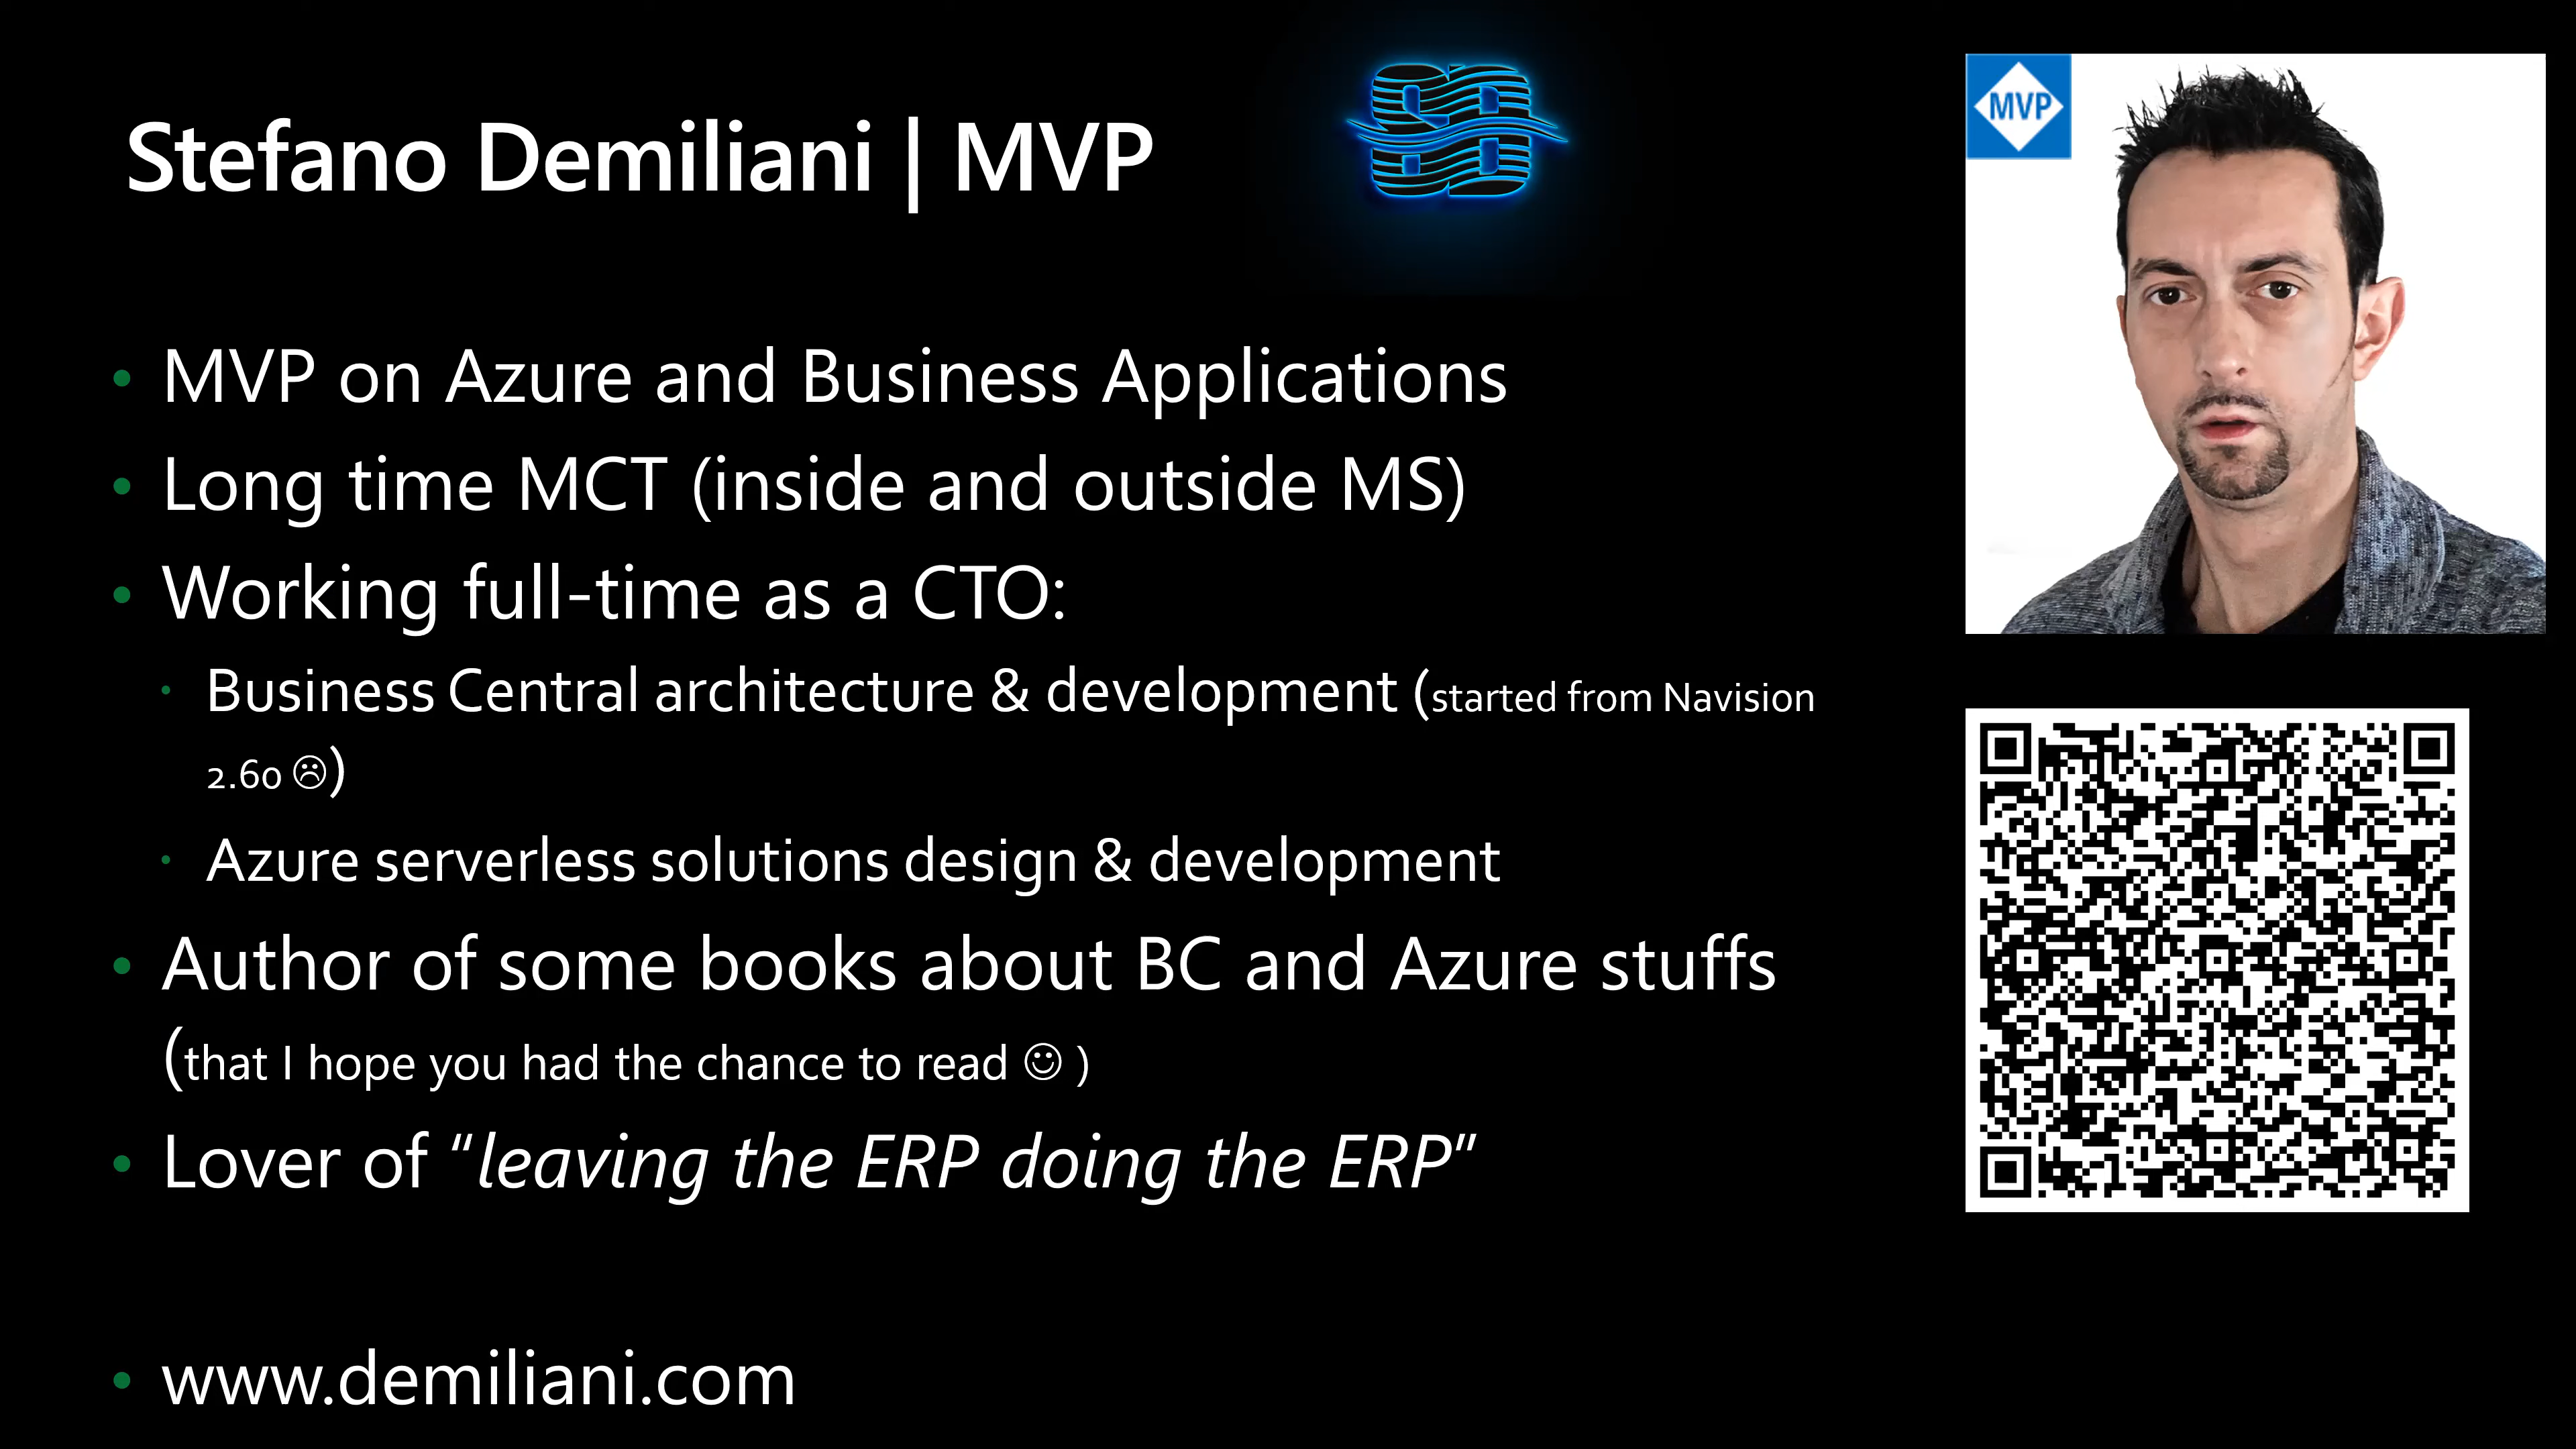 Stefano Demiliani | MVP
MVP
• MVP on Azure and Business Applications
• Long time MCT (inside and outside MS)
• Working full-time as a CTO:
• Business Central architecture & development (started from Navision
2.60 ☹)
• Azure serverless solutions design & development
• Author of some books about BC and Azure stuffs
(that I hope you had the chance to read ☺ )
• Lover of “leaving the ERP doing the ERP”
• www.demiliani.com